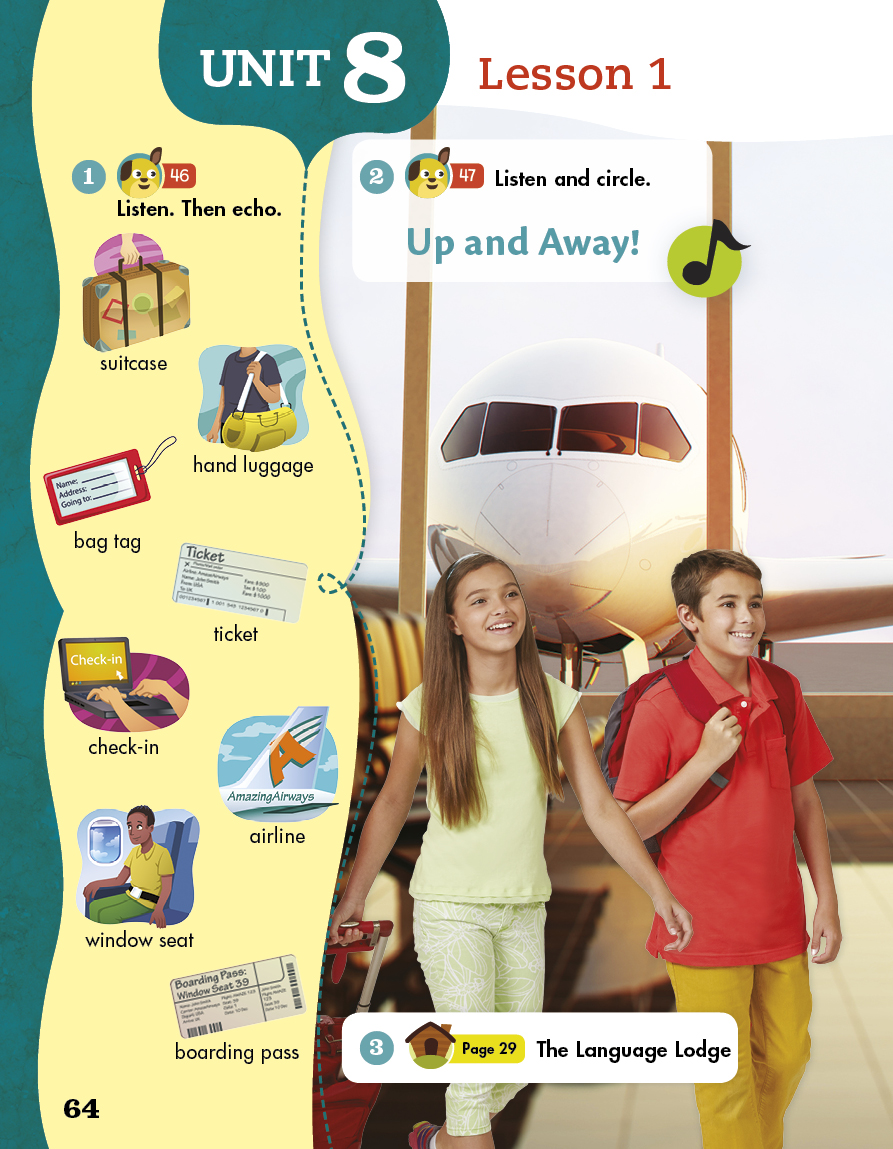 UNIT 8
Lesson 1
1
46
Listen. Then echo.
suitcase
hand luggage
Name:
Address:
Going to:
bag tag
Ticket
ticket
Check-in
check-in
A
AmazingAirways
airline
window seat
Boarding Pass:
Window Seat 39
boarding pass
2
47
Listen and circle.
Up and Away!
3
Page 29
The Language Lodge
64